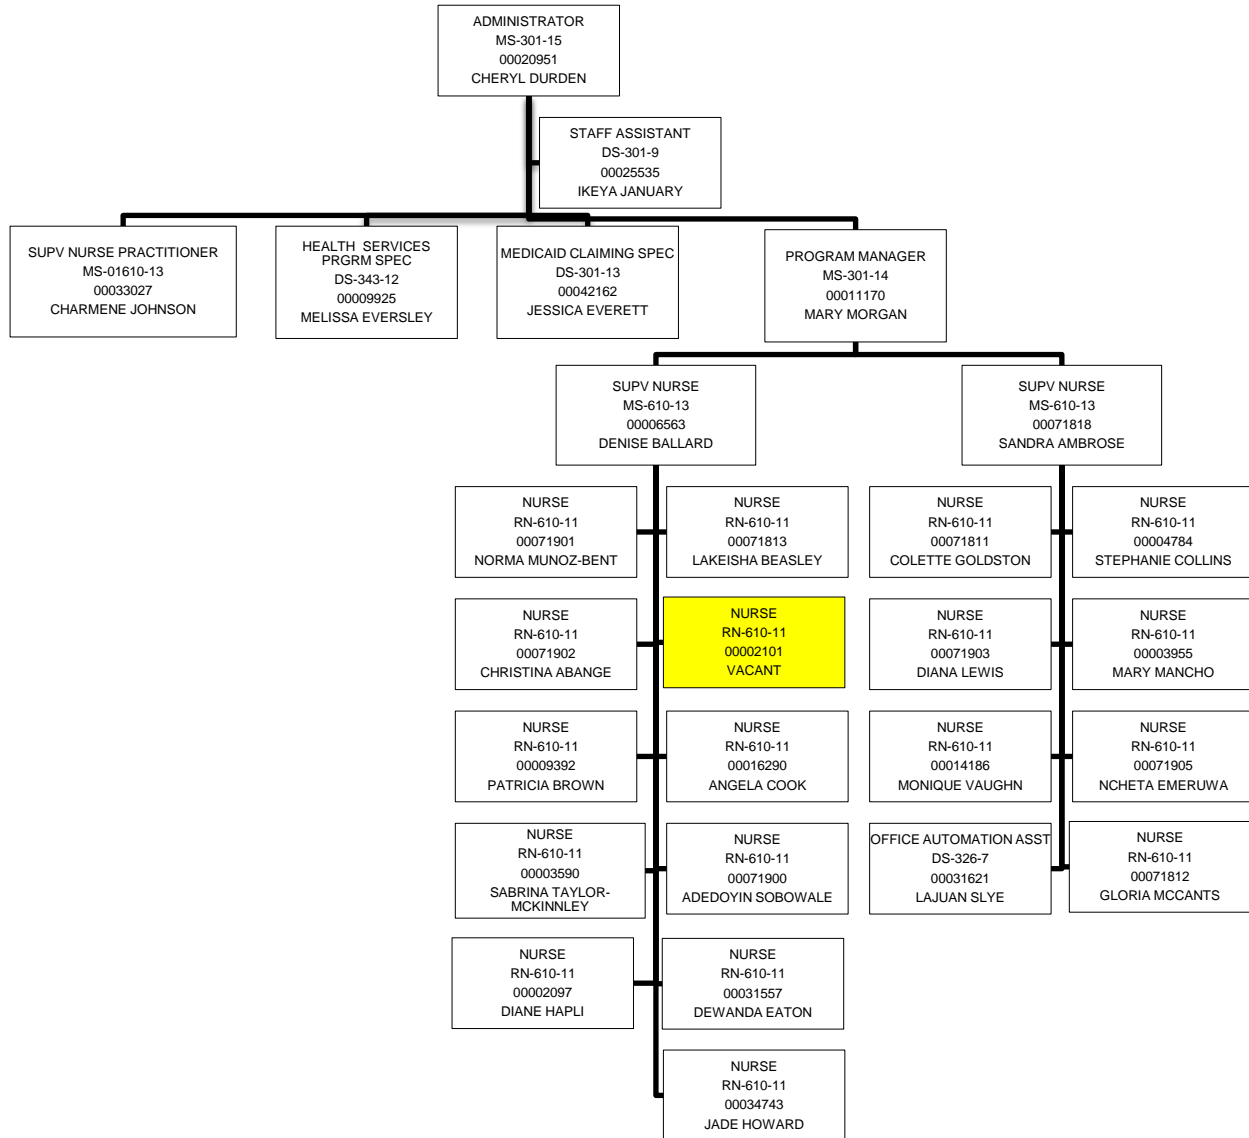 ADMINISTRATOR
MS-301-15
00020951
CHERYL DURDEN
STAFF ASSISTANT
DS-301-9
00025535
IKEYA JANUARY
SUPV NURSE PRACTITIONER
MS-01610-13
00033027
CHARMENE JOHNSON
HEALTH SERVICES
PRGRM SPEC
DS-343-12
00009925
MELISSA EVERSLEY
MEDICAID CLAIMING SPEC
DS-301-13
00042162
JESSICA EVERETT
PROGRAM MANAGER
MS-301-14
00011170
MARY MORGAN
SUPV NURSE
MS-610-13
00006563
DENISE BALLARD
SUPV NURSE
MS-610-13
00071818
SANDRA AMBROSE
NURSE
RN-610-11
00071901
NORMA MUNOZ-BENT
NURSE
RN-610-11
00071813
LAKEISHA BEASLEY
NURSE
RN-610-11
00071811
COLETTE GOLDSTON
NURSE
RN-610-11
00004784
STEPHANIE COLLINS
NURSE
RN-610-11
00071902
CHRISTINA ABANGE
NURSE
RN-610-11
00002101
VACANT
NURSE
RN-610-11
00071903
DIANA LEWIS
NURSE
RN-610-11
00003955
MARY MANCHO
NURSE
RN-610-11
00009392
PATRICIA BROWN
NURSE
RN-610-11
00016290
ANGELA COOK
NURSE
RN-610-11
00014186
MONIQUE VAUGHN
NURSE
RN-610-11
00071905
NCHETA EMERUWA
NURSE
RN-610-11
00003590
SABRINA TAYLOR-
MCKINNLEY
NURSE
RN-610-11
00071900
ADEDOYIN SOBOWALE
OFFICE AUTOMATION ASST
DS-326-7
00031621
LAJUAN SLYE
NURSE
RN-610-11
00071812
GLORIA MCCANTS
NURSE
RN-610-11
00002097
DIANE HAPLI
NURSE
RN-610-11
00031557
DEWANDA EATON
NURSE
RN-610-11
00034743
JADE HOWARD